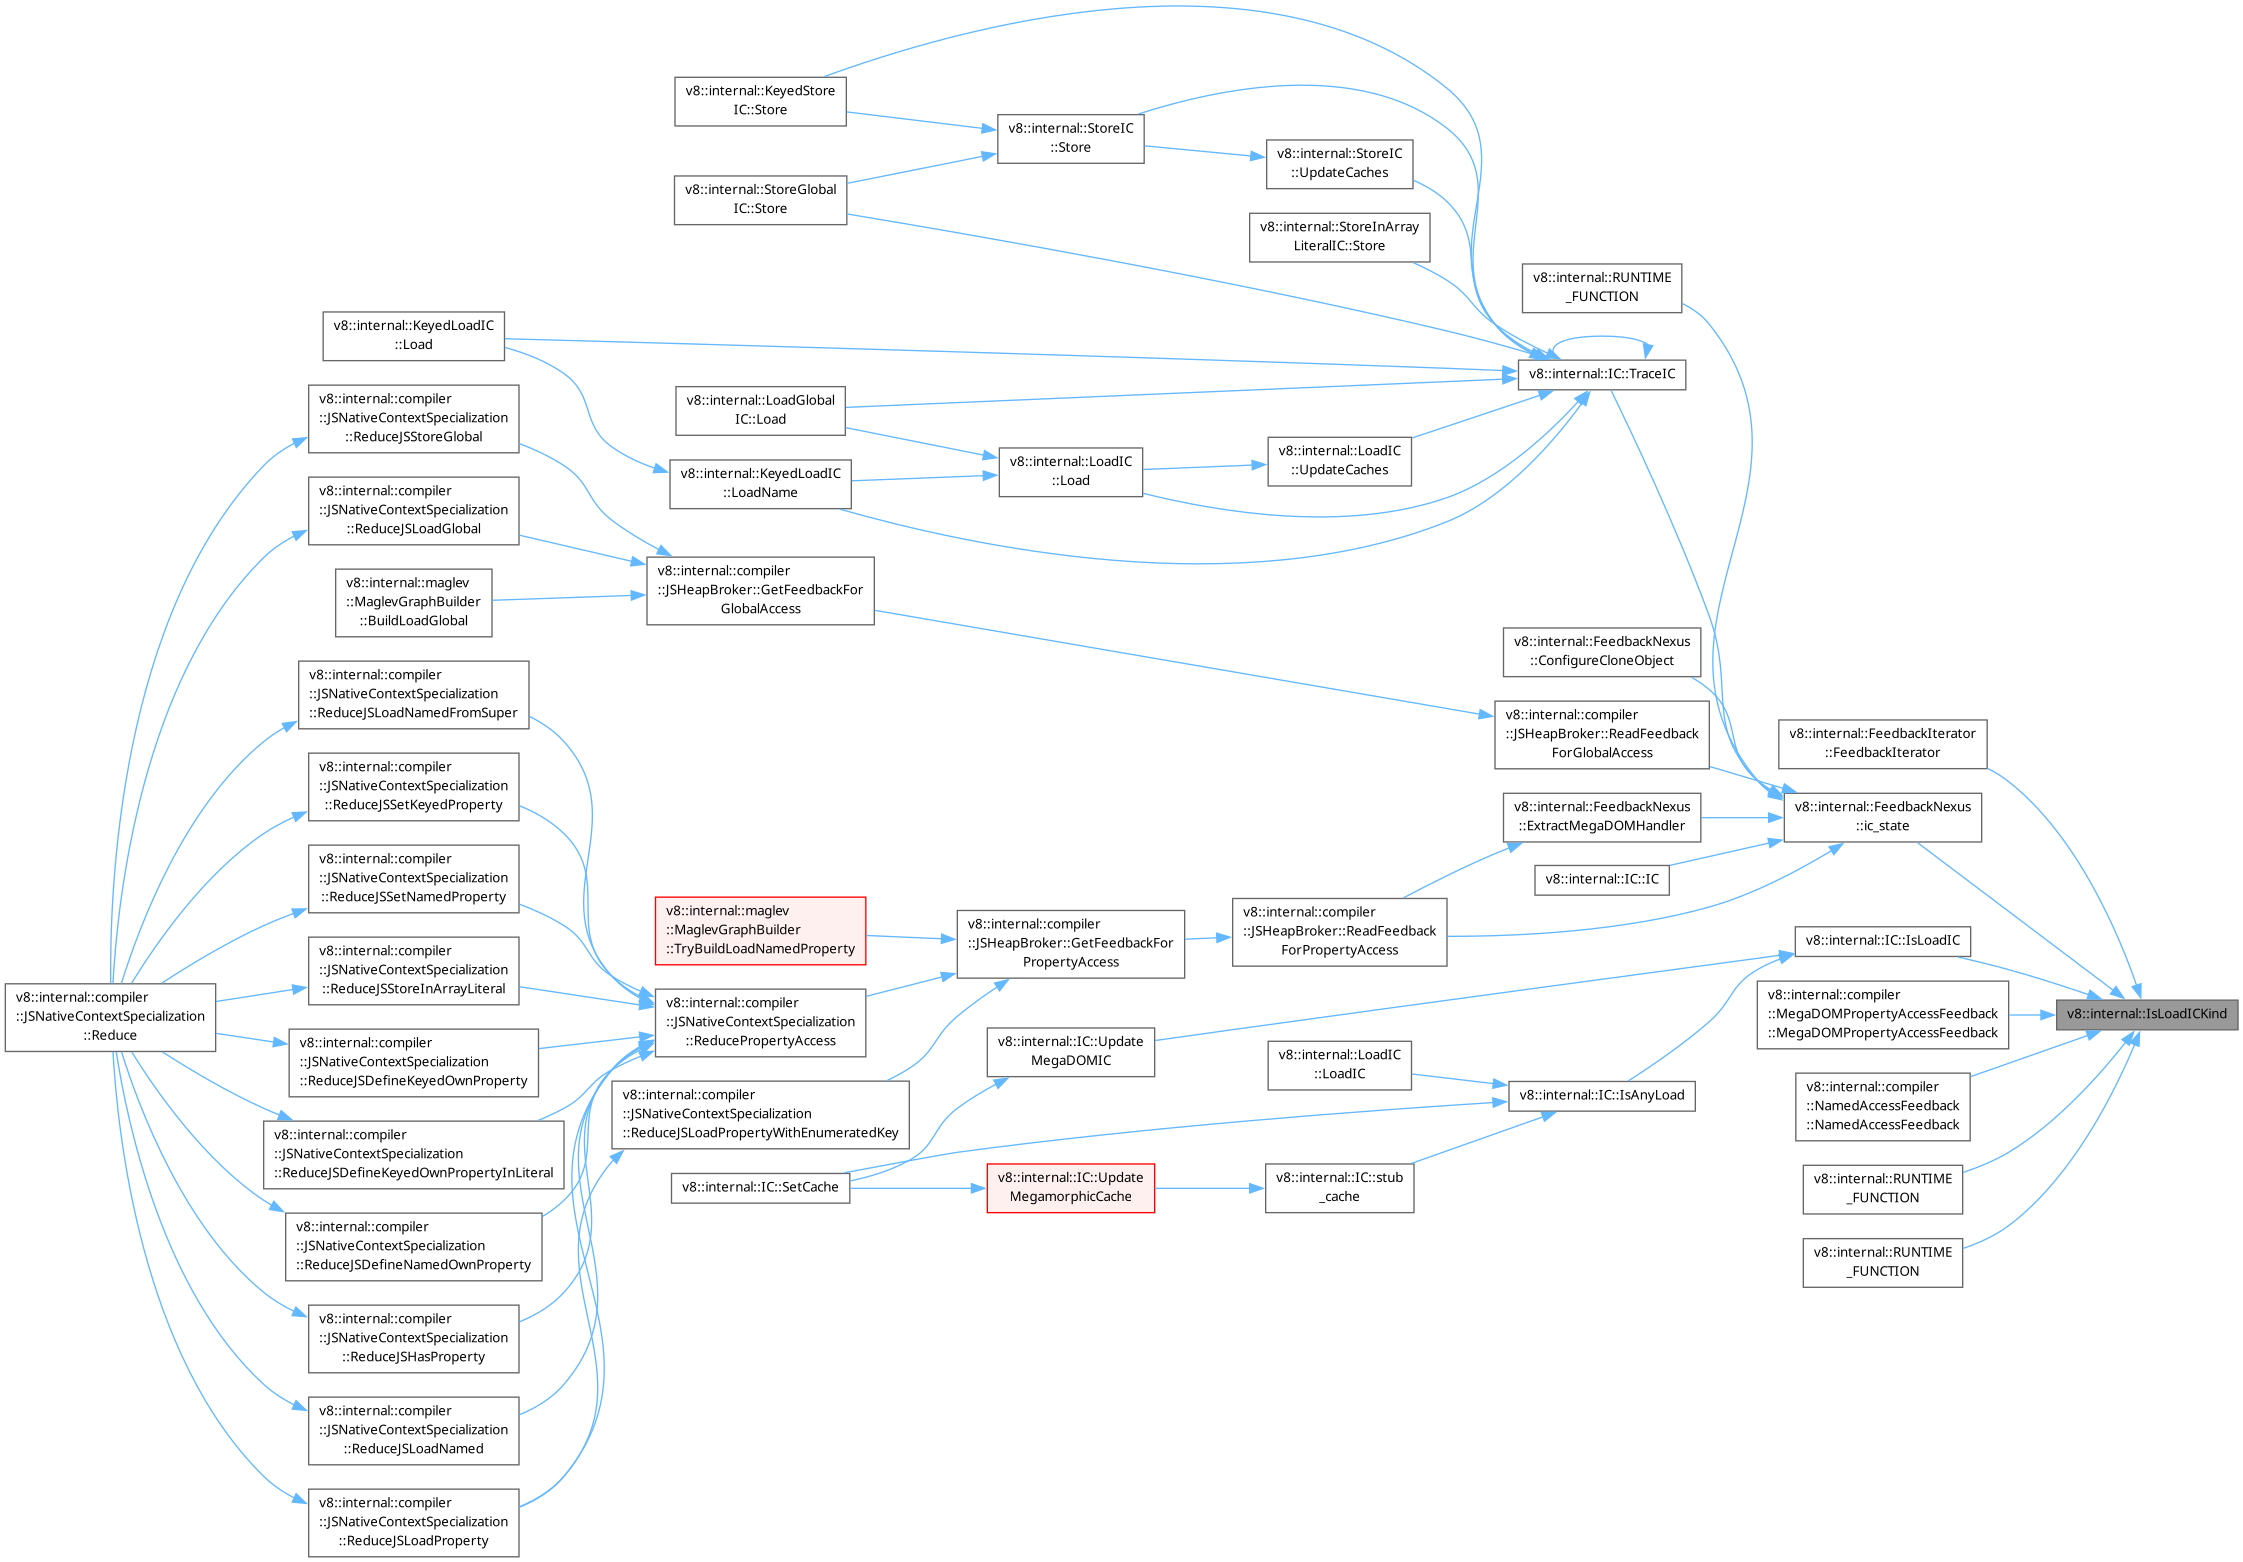 v8::internal::KeyedStore
IC::Store
v8::internal::StoreIC
::Store
v8::internal::StoreIC
::UpdateCaches
v8::internal::StoreGlobal
IC::Store
v8::internal::StoreInArray
LiteralIC::Store
v8::internal::RUNTIME
_FUNCTION
v8::internal::KeyedLoadIC
::Load
v8::internal::IC::TraceIC
v8::internal::compiler
::JSNativeContextSpecialization
::ReduceJSStoreGlobal
v8::internal::LoadGlobal
IC::Load
v8::internal::LoadIC
::UpdateCaches
v8::internal::LoadIC
::Load
v8::internal::KeyedLoadIC
::LoadName
v8::internal::compiler
::JSNativeContextSpecialization
::ReduceJSLoadGlobal
v8::internal::maglev
::MaglevGraphBuilder
::BuildLoadGlobal
v8::internal::compiler
::JSHeapBroker::GetFeedbackFor
GlobalAccess
v8::internal::FeedbackNexus
::ConfigureCloneObject
v8::internal::compiler
::JSNativeContextSpecialization
::ReduceJSLoadNamedFromSuper
v8::internal::compiler
::JSHeapBroker::ReadFeedback
ForGlobalAccess
v8::internal::FeedbackIterator
::FeedbackIterator
v8::internal::compiler
::JSNativeContextSpecialization
::ReduceJSSetKeyedProperty
v8::internal::FeedbackNexus
::ExtractMegaDOMHandler
v8::internal::FeedbackNexus
::ic_state
v8::internal::compiler
::JSNativeContextSpecialization
::ReduceJSSetNamedProperty
v8::internal::IC::IC
v8::internal::maglev
::MaglevGraphBuilder
::TryBuildLoadNamedProperty
v8::internal::compiler
::JSHeapBroker::GetFeedbackFor
PropertyAccess
v8::internal::compiler
::JSHeapBroker::ReadFeedback
ForPropertyAccess
v8::internal::IC::IsLoadIC
v8::internal::compiler
::JSNativeContextSpecialization
::ReduceJSStoreInArrayLiteral
v8::internal::compiler
::JSNativeContextSpecialization
::Reduce
v8::internal::compiler
::JSNativeContextSpecialization
::ReducePropertyAccess
v8::internal::compiler
::MegaDOMPropertyAccessFeedback
::MegaDOMPropertyAccessFeedback
v8::internal::IsLoadICKind
v8::internal::compiler
::JSNativeContextSpecialization
::ReduceJSDefineKeyedOwnProperty
v8::internal::IC::Update
MegaDOMIC
v8::internal::LoadIC
::LoadIC
v8::internal::compiler
::NamedAccessFeedback
::NamedAccessFeedback
v8::internal::compiler
::JSNativeContextSpecialization
::ReduceJSLoadPropertyWithEnumeratedKey
v8::internal::IC::IsAnyLoad
v8::internal::compiler
::JSNativeContextSpecialization
::ReduceJSDefineKeyedOwnPropertyInLiteral
v8::internal::IC::SetCache
v8::internal::IC::Update
MegamorphicCache
v8::internal::IC::stub
_cache
v8::internal::RUNTIME
_FUNCTION
v8::internal::compiler
::JSNativeContextSpecialization
::ReduceJSDefineNamedOwnProperty
v8::internal::RUNTIME
_FUNCTION
v8::internal::compiler
::JSNativeContextSpecialization
::ReduceJSHasProperty
v8::internal::compiler
::JSNativeContextSpecialization
::ReduceJSLoadNamed
v8::internal::compiler
::JSNativeContextSpecialization
::ReduceJSLoadProperty